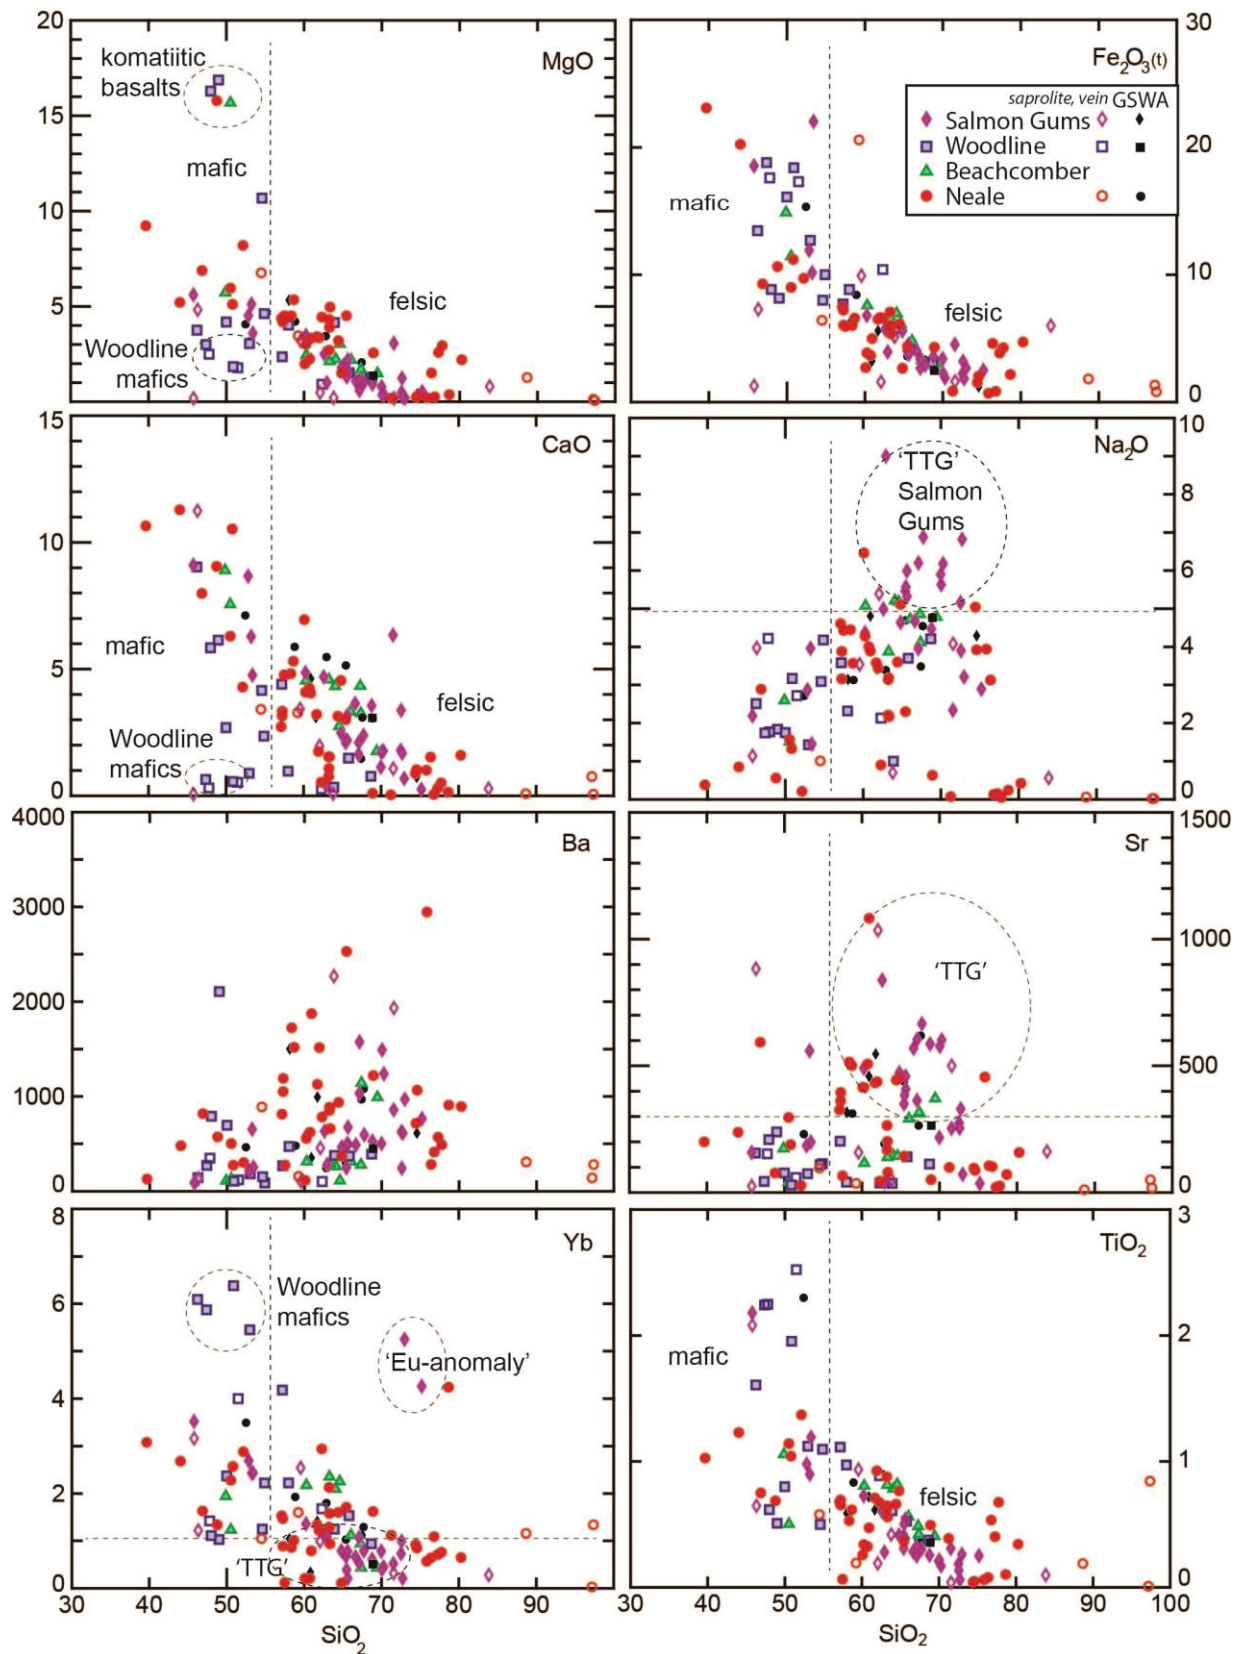 20
15
10
5
komatiitic
basalts
MgO
mafic
felsic
Woodline
mafics
30
20
10
0
Fe₂O₃(t)
saprolite, vein GSWA
Salmon Gums
Woodline
Beachcomber
Neale
mafic
felsic
15
10
5
0
CaO
mafic
felsic
Woodline
mafics
10
8
6
4
2
0
Na₂O
'TTG'
Salmon
Gums
4000
3000
2000
1000
0
Ba
1500
1000
500
0
Sr
'TTG'
8
6
4
2
0
Yb
Woodline
mafics
'Eu-anomaly'
'TTG'
30 40 50 60 70 80 90
SiO₂
3
2
1
0
TiO₂
mafic
felsic
30 40 50 60 70 80 90 100
SiO₂